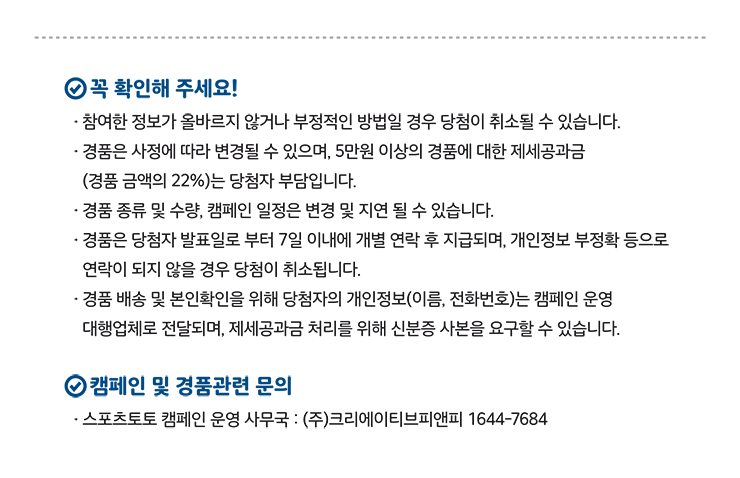 꼭 확인해 주세요!
· 참여한 정보가 올바르지 않거나 부정적인 방법일 경우 당첨이 취소될 수 있습니다.
· 경품은 사정에 따라 변경될 수 있으며, 5만원 이상의 경품에 대한 제세공과금
(경품 금액의 22%)는 당첨자 부담입니다.
· 경품 종류 및 수량, 캠페인 일정은 변경 및 지연 될 수 있습니다.
· 경품은 당첨자 발표일로 부터 7일 이내에 개별 연락 후 지급되며, 개인정보 부정확 등으로
연락이 되지 않을 경우 당첨이 취소됩니다.
· 경품 배송 및 본인확인을 위해 당첨자의 개인정보(이름, 전화번호)는 캠페인 운영
대행업체로 전달되며, 제세공과금 처리를 위해 신분증 사본을 요구할 수 있습니다.
캠페인 및 경품관련 문의
· 스포츠토토 캠페인 운영 사무국 : (주)크리에이티브피앤피 1644-7684